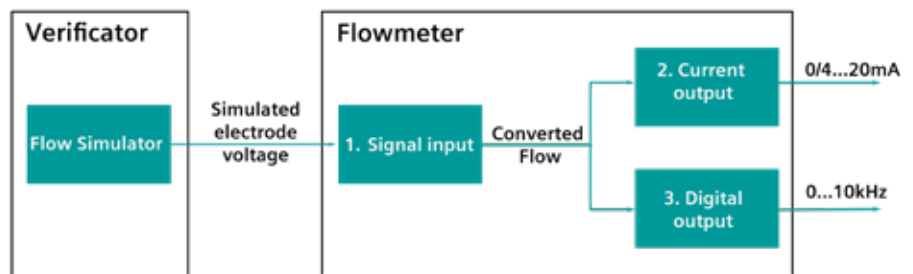 Verificator
Flowmeter
Flow Simulator
Simulated
electrode
voltage
1. Signal input
Converted
Flow
2. Current
output
0/4...20mA
3. Digital
output
0...10kHz